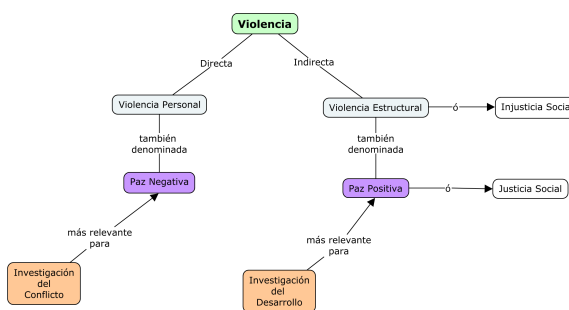 Violencia
Directa
Indirecta
Violencia Personal
Violencia Estructural
ó
Injusticia Socia
también
denominada
también
denominada
Paz Negativa
Paz Positiva
ó
Justicia Social
más relevante
para
más relevante
para
Investigación
del
Conflicto
Investigación
del
Desarrollo